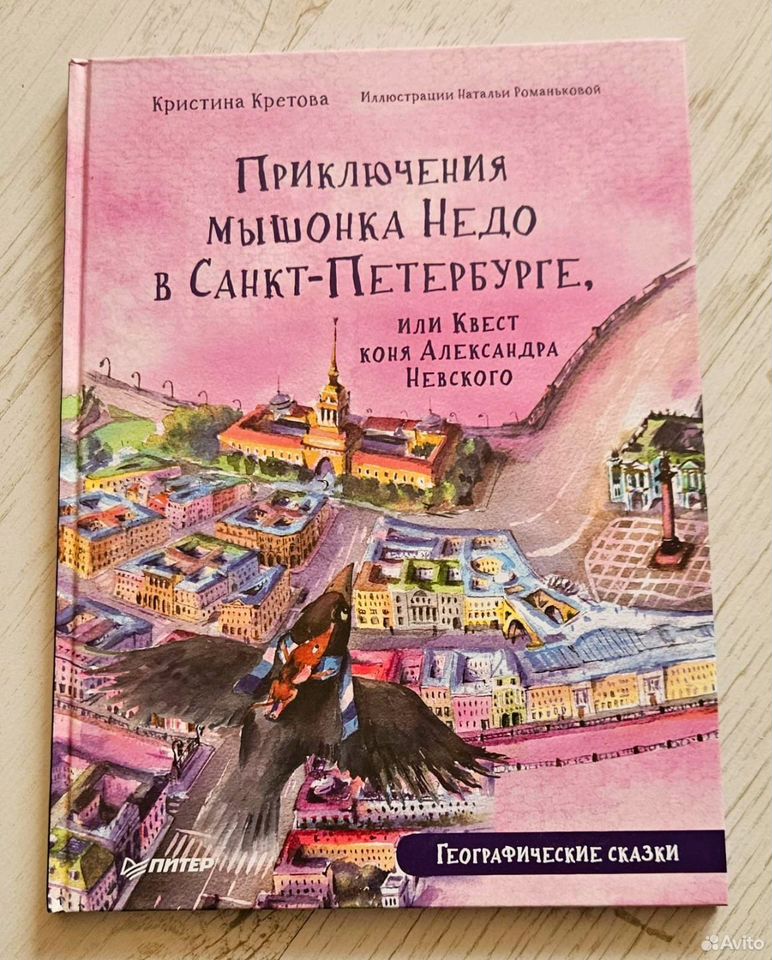 Кристина Кретова
Иллюстрации Натальи Романьковой
Приключения
мышонка Недо
в Санкт-Петербурге,
или Квест
коня Александра
Невского
ПИТЕР
Географические сказки
Avito